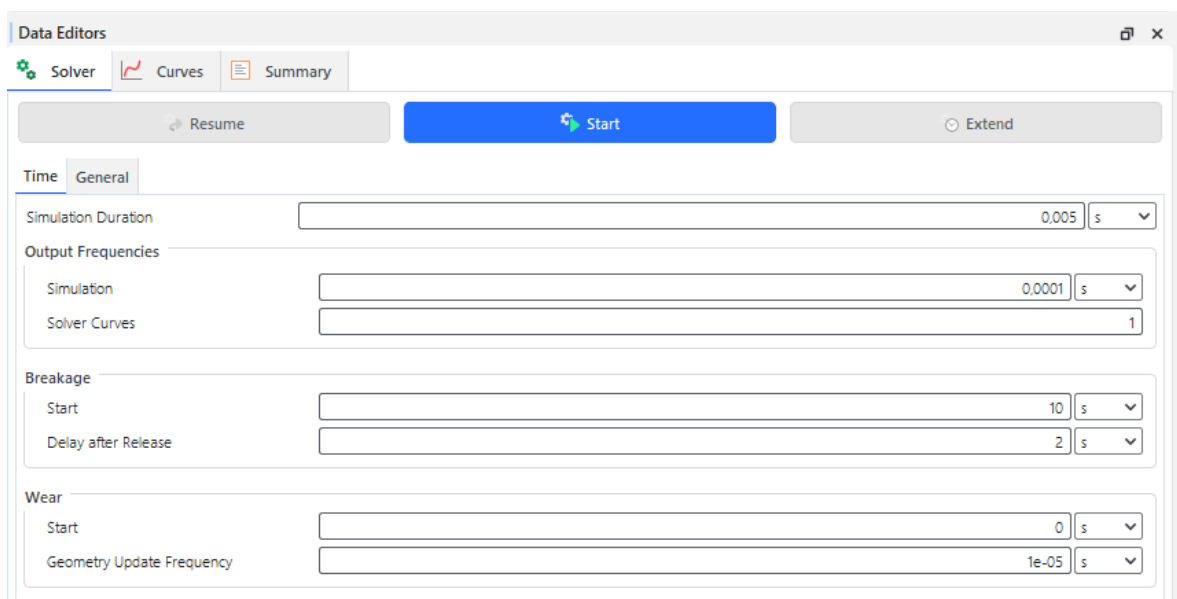 Data Editors
Solver Curves Summary
Resume Start Extend
Time General
Simulation Duration 0,005 s
Output Frequencies
Simulation 0,0001 s
Solver Curves 1
Breakage
Start 10 s
Delay after Release 2 s
Wear
Start 0 s
Geometry Update Frequency 1e-05 s